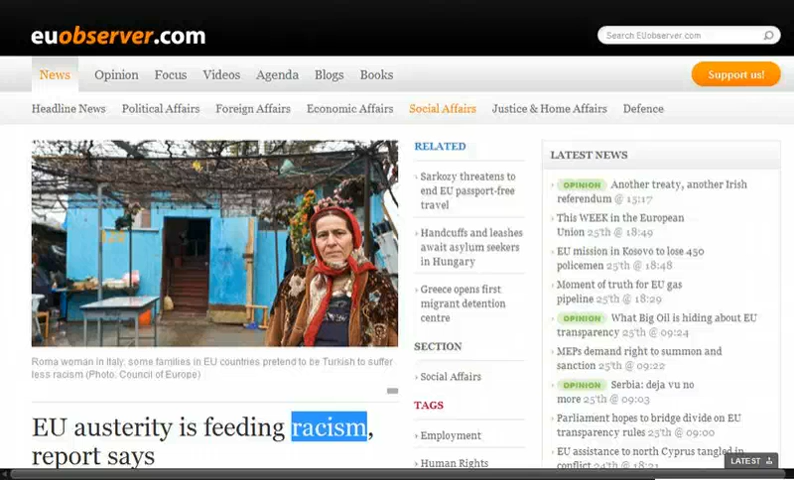 euobserver.com
Search EUobserver.com
News Opinion Focus Videos Agenda Blogs Books
Support us!
Headline News Political Affairs Foreign Affairs Economic Affairs Social Affairs Justice & Home Affairs Defence
Roma woman in Italy: some families in EU countries pretend to be Turkish to suffer
less racism (Photo: Council of Europe)
EU austerity is feeding racism,
report says
RELATED
Sarkozy threatens to
end EU passport-free
travel
Handcuffs and leashes
await asylum seekers
in Hungary
Greece opens first
migrant detention
centre
SECTION
Social Affairs
TAGS
Employment
Human Rights
LATEST NEWS
OPINION Another treaty, another Irish
referendum @ 15:17
This WEEK in the European
Union 25th @ 18:49
EU mission in Kosovo to lose 450
policemen 25th @ 18:48
Moment of truth for EU gas
pipeline 25th @ 18:29
OPINION What Big Oil is hiding about EU
transparency 25th @ 09:24
MEPs demand right to summon and
sanction 25th @ 09:22
OPINION Serbia: deja vu no
more 25th @ 09:03
Parliament hopes to bridge divide on EU
transparency rules 25th @ 09:00
EU assistance to north Cyprus tangled in
conflict 24th @ 18:21
LATEST